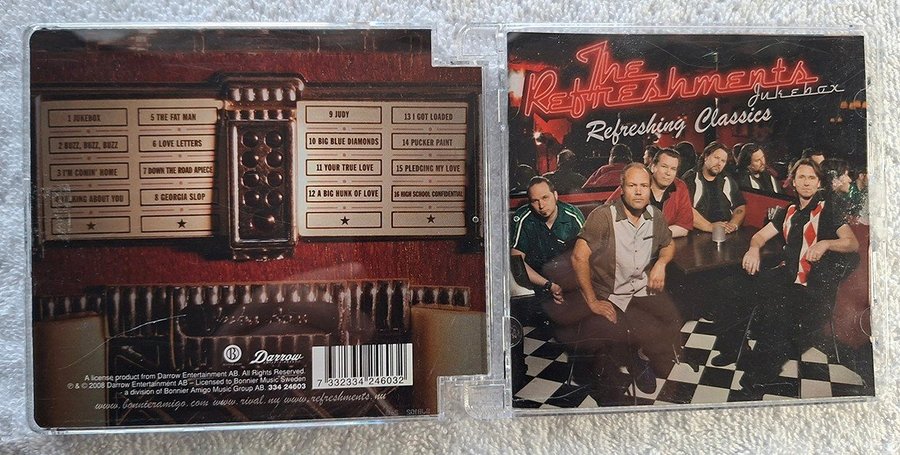 1 JUKEBOX
2 BUZZ, BUZZ, BUZZ
3 I'M COMIN' HOME
4 TALKING ABOUT YOU
5 THE FAT MAN
6 LOVE LETTERS
7 DOWN THE ROAD APIECE
8 GEORGIA SLOP
9 JUDY
10 BIG BLUE DIAMONDS
11 YOUR TRUE LOVE
12 A BIG HUNK OF LOVE
13 I GOT LOADED
14 PUCKER PAINT
15 PLEDGING MY LOVE
16 HIGH SCHOOL CONFIDENTIAL
B Darrow
A license product from Darrow Entertainment AB. All Rights Reserved.
℗ & © 2008 Darrow Entertainment AB – Licensed to Bonnier Music Sweden
- a division of Bonnier Amigo Music Group AB. 334 24603
www.bonnieramigo.com www.rival.nu www.refreshments.nu
7 332334 246032
The
Refreshments
Jukebox
Refreshing Classics